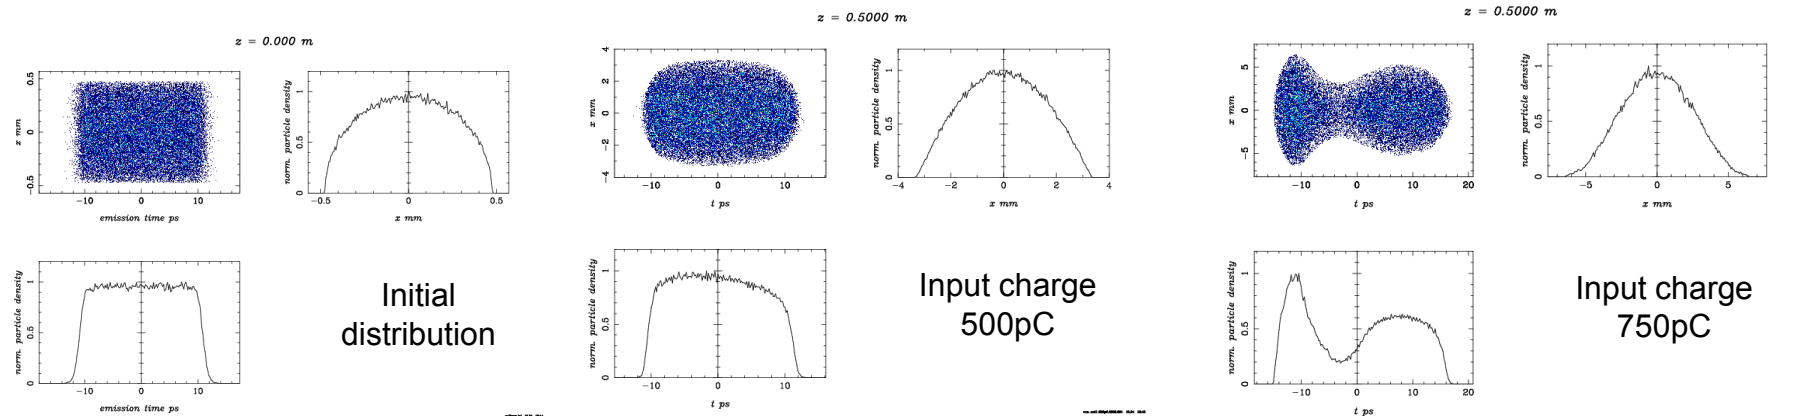 z = 0.000 m
x mm
0.5
0
−0.5
−10
0
10
emission time ps
norm. particle density
1
0.5
0
−0.5
0
0.5
x mm
norm. particle density
1
0.5
0
−10
0
10
emission time ps
Initial
distribution
z = 0.5000 m
x mm
4
2
0
−2
−4
−10
0
10
t ps
norm. particle density
1
0.5
0
−4
−2
0
2
4
x mm
norm. particle density
1
0.5
0
−10
0
10
t ps
Input charge
500pC
z = 0.5000 m
x mm
5
0
−5
−10
0
10
20
t ps
norm. particle density
1
0.5
0
−5
0
5
x mm
norm. particle density
1
0.5
0
−10
0
10
20
t ps
Input charge
750pC